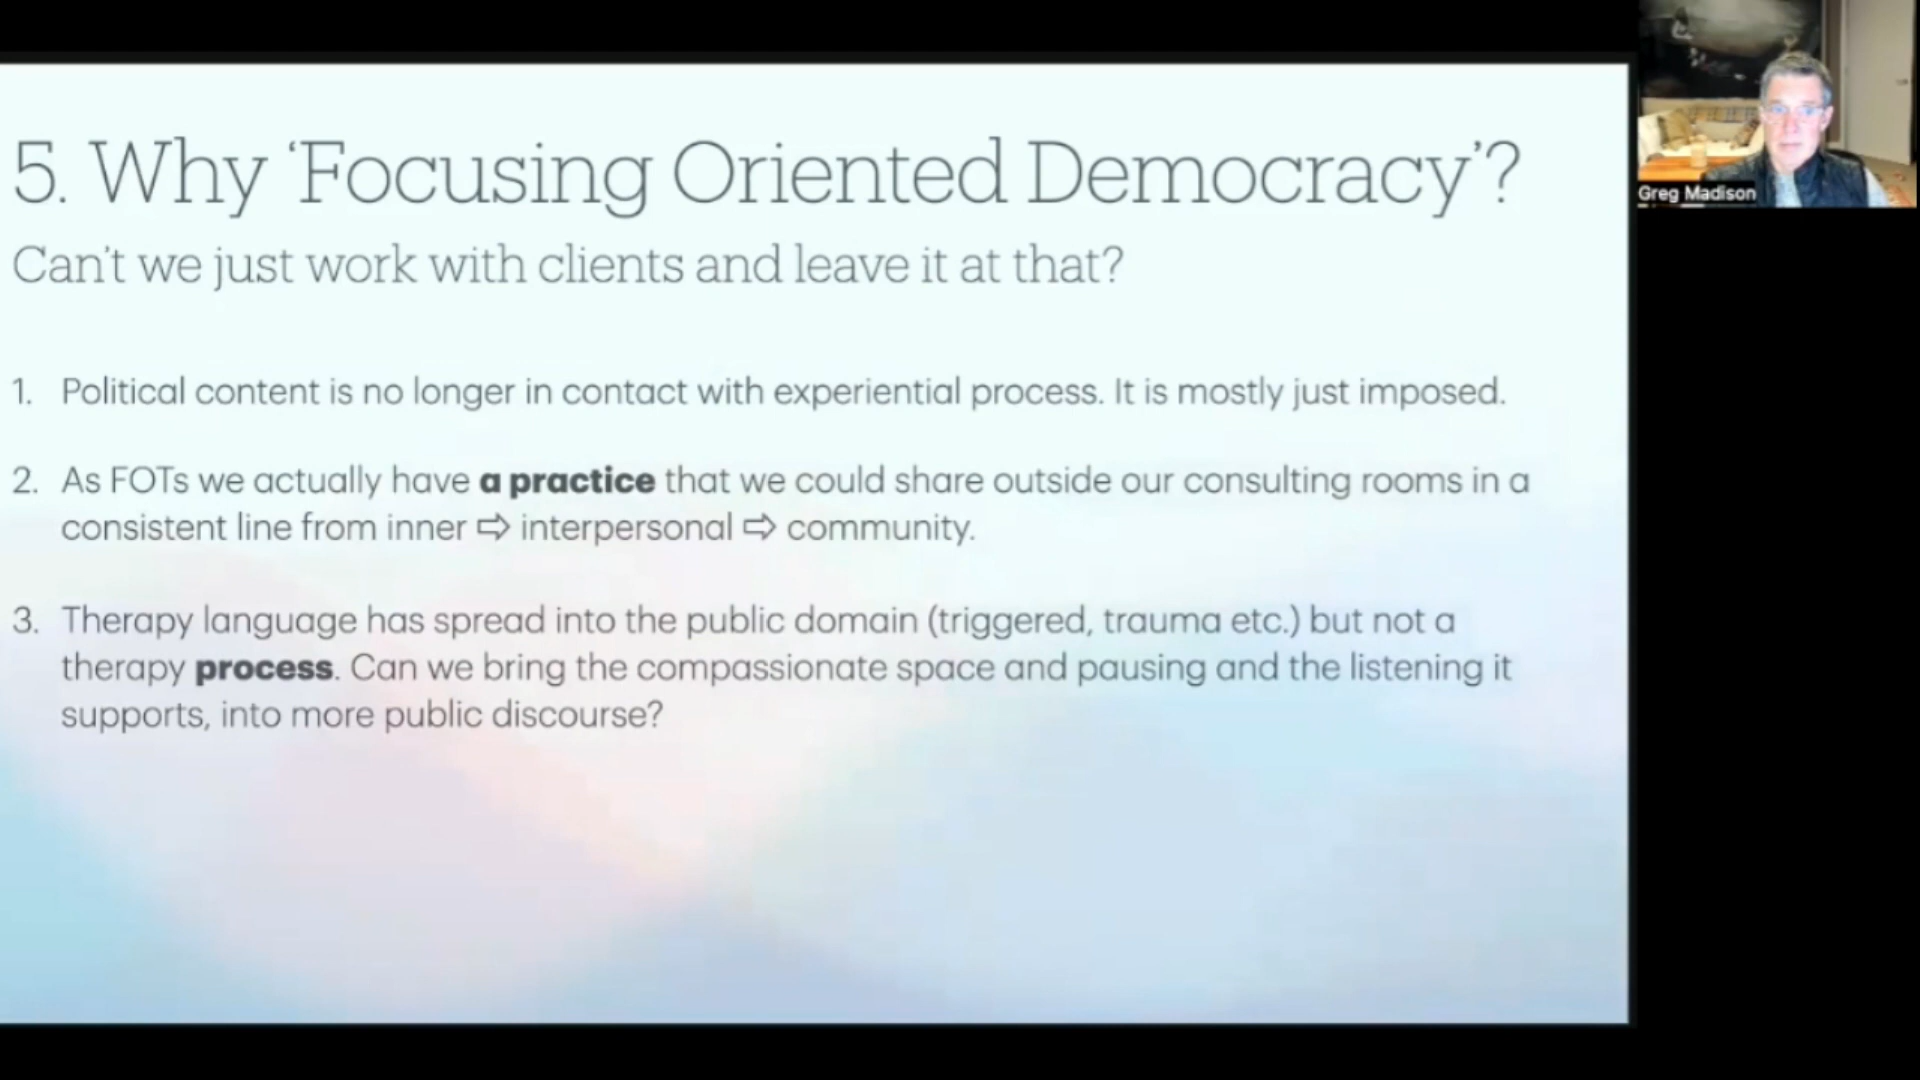 5. Why ‘Focusing Oriented Democracy’?
Can't we just work with clients and leave it at that?
1. Political content is no longer in contact with experiential process. It is mostly just imposed.
2. As FOTs we actually have a practice that we could share outside our consulting rooms in a
consistent line from inner ⇨ interpersonal ⇨ community.
3. Therapy language has spread into the public domain (triggered, trauma etc.) but not a
therapy process. Can we bring the compassionate space and pausing and the listening it
supports, into more public discourse?
Greg Madison